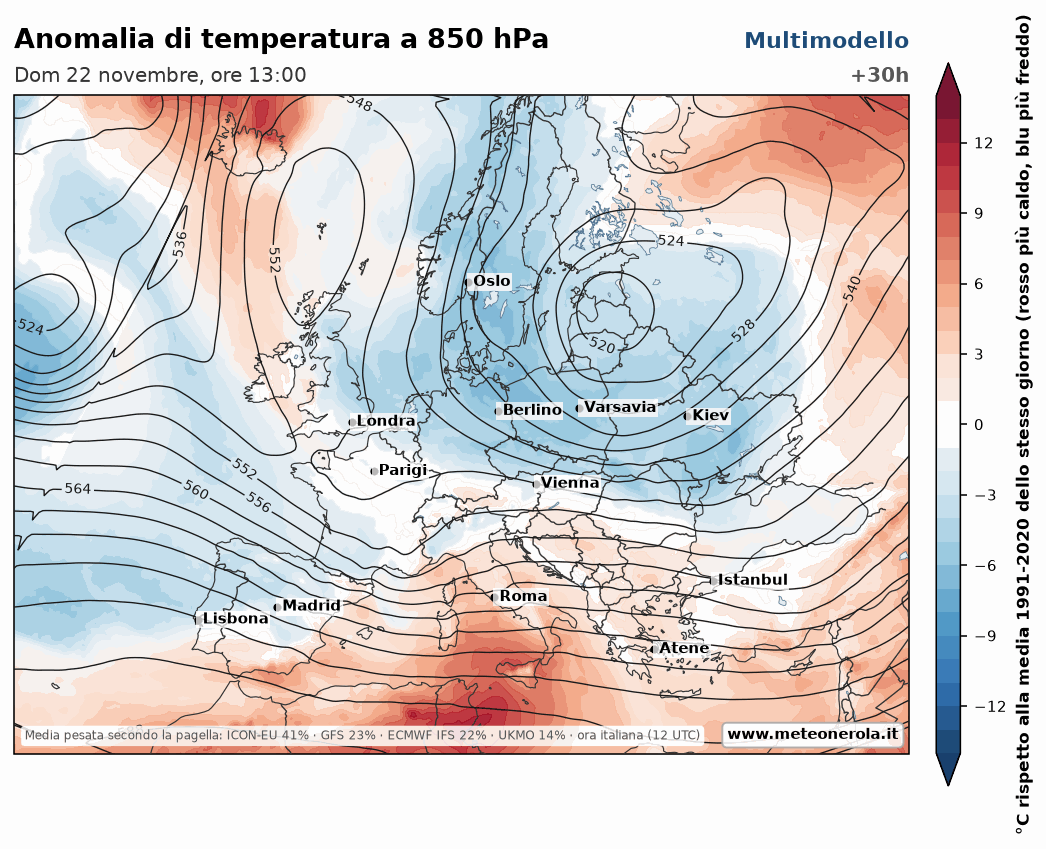 Anomalia di temperatura a 850 hPa
Multimodello
Dom 22 novembre, ore 13:00
+30h
548
536
552
524
540
Oslo
524
528
520
Berlino
Varsavia
Kiev
Londra
552
Parigi
Vienna
564
560
556
Istanbul
Roma
Madrid
Lisbona
Atene
Media pesata secondo la pagella: ICON-EU 41% · GFS 23% · ECMWF IFS 22% · UKMO 14% · ora italiana (12 UTC)
www.meteonerola.it
12
9
6
3
0
−3
−6
−9
−12
°C rispetto alla media 1991-2020 dello stesso giorno (rosso più caldo, blu più freddo)